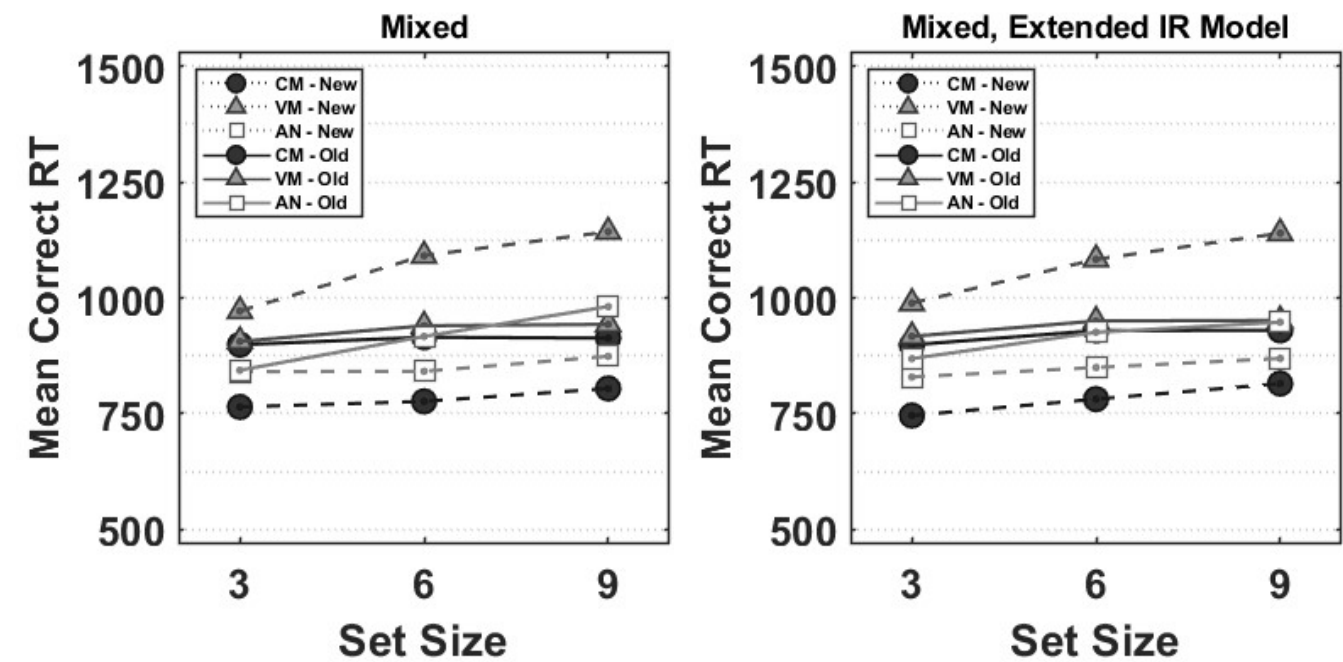 Mixed
Mean Correct RT
1500
1250
1000
750
500
CM - New
VM - New
AN - New
CM - Old
VM - Old
AN - Old
3 6 9
Set Size
Mixed, Extended IR Model
Mean Correct RT
1500
1250
1000
750
500
CM - New
VM - New
AN - New
CM - Old
VM - Old
AN - Old
3 6 9
Set Size